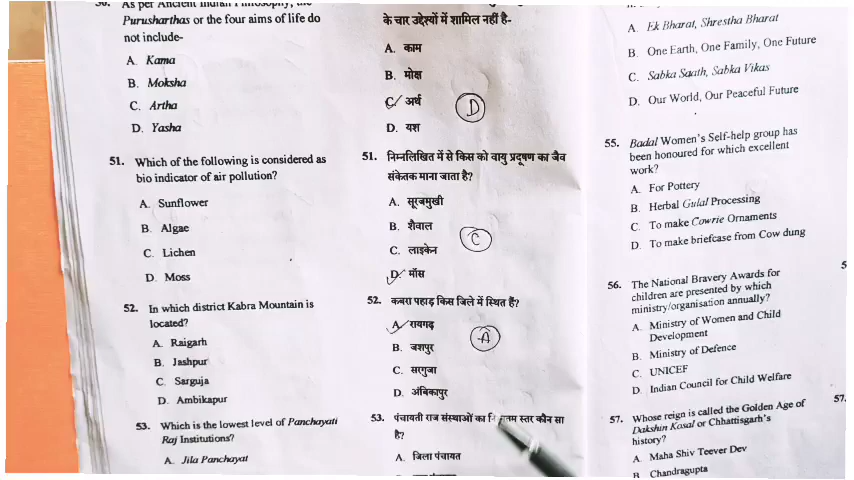 As per Ancient Indian Philosophy, the
Purusharthas or the four aims of life do
not include-
A. Kama
B. Moksha
C. Artha
D. Yasha
51. Which of the following is considered as
bio indicator of air pollution?
A. Sunflower
B. Algae
C. Lichen
D. Moss
52. In which district Kabra Mountain is
located?
A. Raigarh
B. Jashpur
C. Sarguja
D. Ambikapur
53. Which is the lowest level of Panchayati
Raj Institutions?
A. Jila Panchayat
के चार उद्देश्यों में शामिल नहीं है-
A. काम
B. मोक्ष
C. अर्थ
D
D. यश
51. निम्नलिखित में से किस को वायु प्रदूषण का जैव
संकेतक माना जाता है?
A. सूरजमुखी
B. शैवाल
C
C. लाइकेन
D. मॉस
52. कबरा पहाड़ किस जिले में स्थित है?
A. रायगढ़
A
B. जशपुर
C. सरगुजा
D. अंबिकापुर
53. पंचायती राज संस्थाओं का स्तर कौन सा
है?
A. जिला पंचायत
A. Ek Bharat, Shrestha Bharat
B. One Earth, One Family, One Future
C. Sabka Saath, Sabka Vikas
D. Our World, Our Peaceful Future
55. Badal Women's Self-help group has
been honoured for which excellent
work?
A. For Pottery
B. Herbal Gulal Processing
C. To make Cowrie Ornaments
D. To make briefcase from Cow dung
56. The National Bravery Awards for
children are presented by which
ministry/organisation annually?
A. Ministry of Women and Child
Development
B. Ministry of Defence
C. UNICEF
D. Indian Council for Child Welfare
57. Whose reign is called the Golden Age of
Dakshin Kosal or Chhattisgarh's
history?
A. Maha Shiv Teever Dev
B. Chandragupta
5
57.